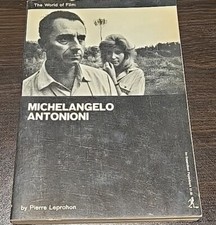 The World of Film
MICHELANGELO
ANTONIONI
by Pierre Leprohon